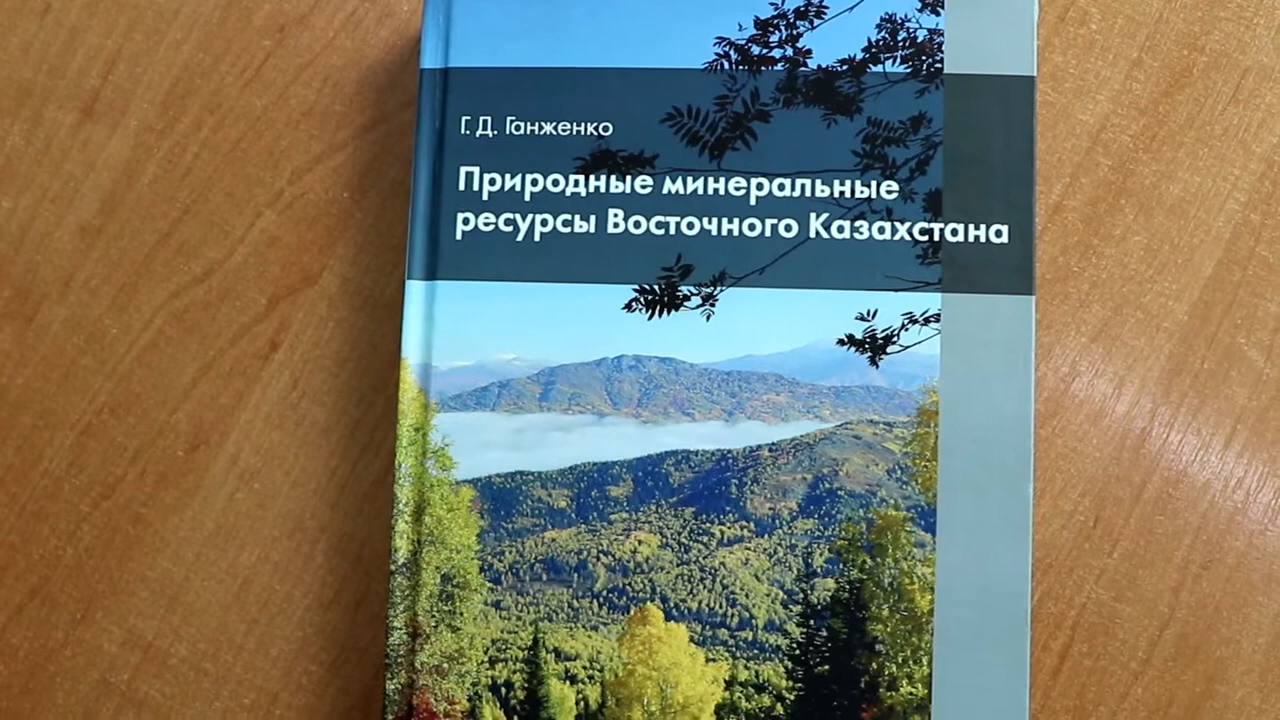 Г. Д. Ганженко
Природные минеральные
ресурсы Восточного Казахстана